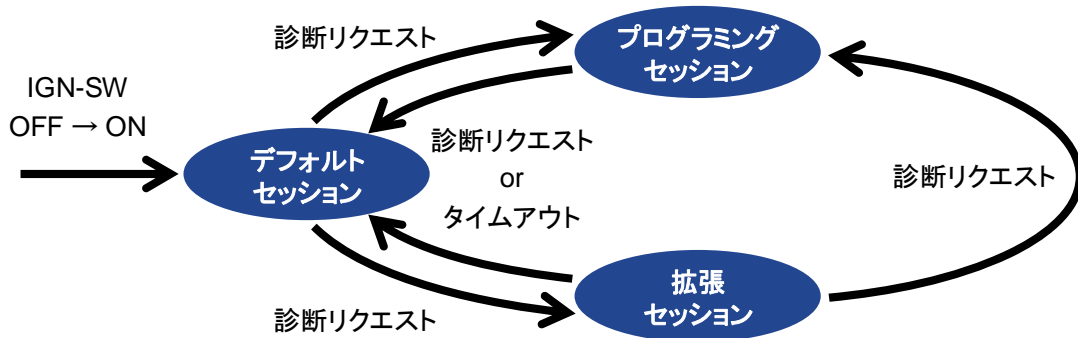 診断リクエスト
プログラミング
セッション
IGN-SW
OFF → ON
デフォルト
セッション
診断リクエスト
or
タイムアウト
診断リクエスト
拡張
セッション
診断リクエスト